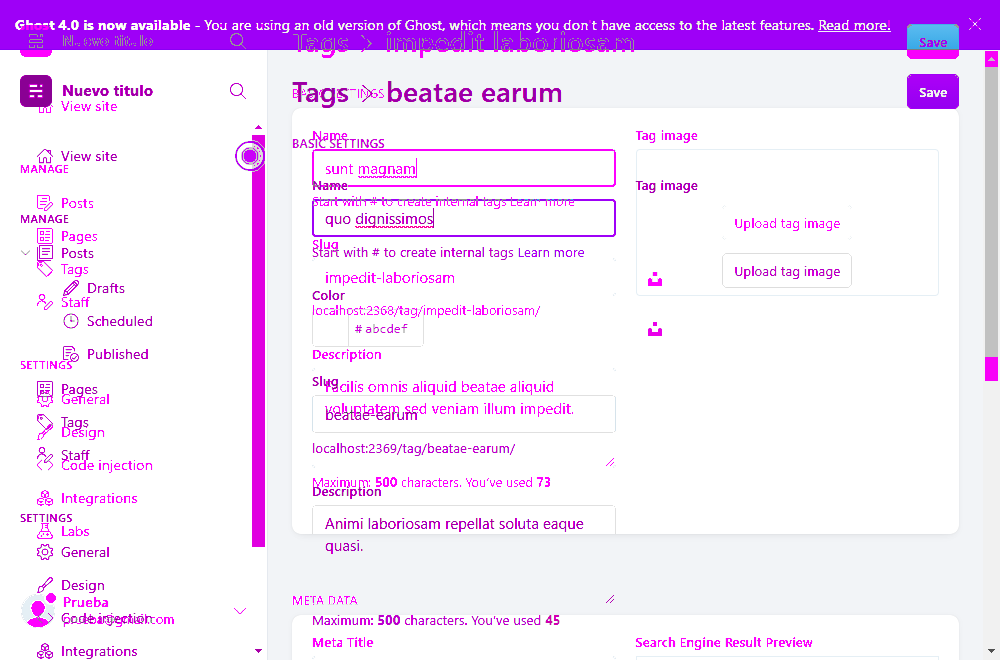 Ghost 4.0 is now available - You are using an old version of Ghost, which means you don't have access to the latest features. Read more!
Nuevo titulo
Tags > impedit laboriosam
Save
Nuevo titulo
Tags > beatae earum
Save
View site
BASIC SETTINGS
View site
BASIC SETTINGS
Name
Tag image
MANAGE
sunt magnam
Name
Tag image
Posts
Start with # to create internal tags Learn more
MANAGE
quo dignissimos
Upload tag image
Pages
Slug
Posts
Start with # to create internal tags Learn more
Tags
impedit-laboriosam
Upload tag image
Drafts
Color
Staff
localhost:2368/tag/impedit-laboriosam/
Scheduled
# abcdef
Published
Description
SETTINGS
Slug
Pages
Facilis omnis aliquid beatae aliquid
General
voluptatem sed veniam illum impedit.
Tags
beatae-earum
Design
Staff
localhost:2369/tag/beatae-earum/
Code injection
Maximum: 500 characters. You've used 73
Integrations
Description
SETTINGS
Animi laboriosam repellat soluta eaque
Labs
quasi.
General
Design
Prueba
META DATA
Code injection
prueba@gmail.com
Maximum: 500 characters. You've used 45
Meta Title
Search Engine Result Preview
Integrations